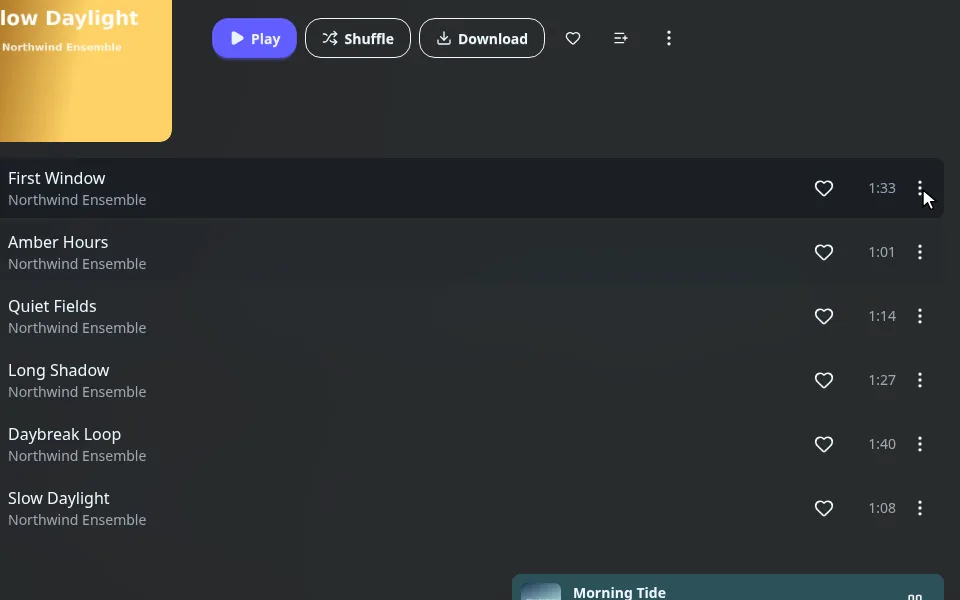 low Daylight
Northwind Ensemble
Play
Shuffle
Download
First Window
Northwind Ensemble
1:33
Amber Hours
Northwind Ensemble
1:01
Quiet Fields
Northwind Ensemble
1:14
Long Shadow
Northwind Ensemble
1:27
Daybreak Loop
Northwind Ensemble
1:40
Slow Daylight
Northwind Ensemble
1:08
Morning Tide